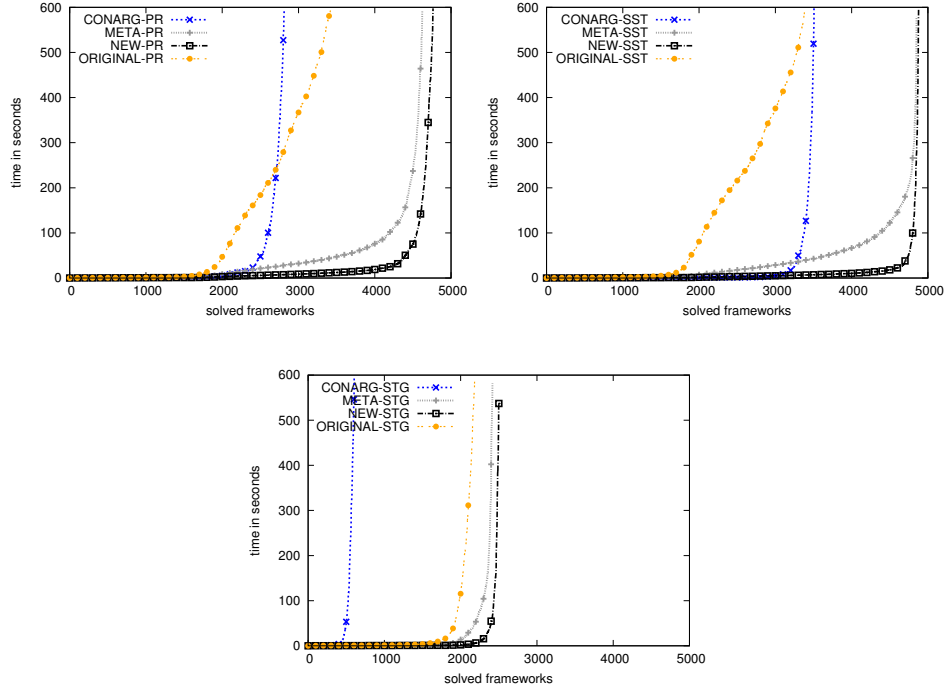 600
500
400
300
200
100
0
time in seconds
CONARG-PR
META-PR
NEW-PR
ORIGINAL-PR
0 1000 2000 3000 4000 5000
solved frameworks
600
500
400
300
200
100
0
time in seconds
CONARG-SST
META-SST
NEW-SST
ORIGINAL-SST
0 1000 2000 3000 4000 5000
solved frameworks
600
500
400
300
200
100
0
time in seconds
CONARG-STG
META-STG
NEW-STG
ORIGINAL-STG
0 1000 2000 3000 4000 5000
solved frameworks